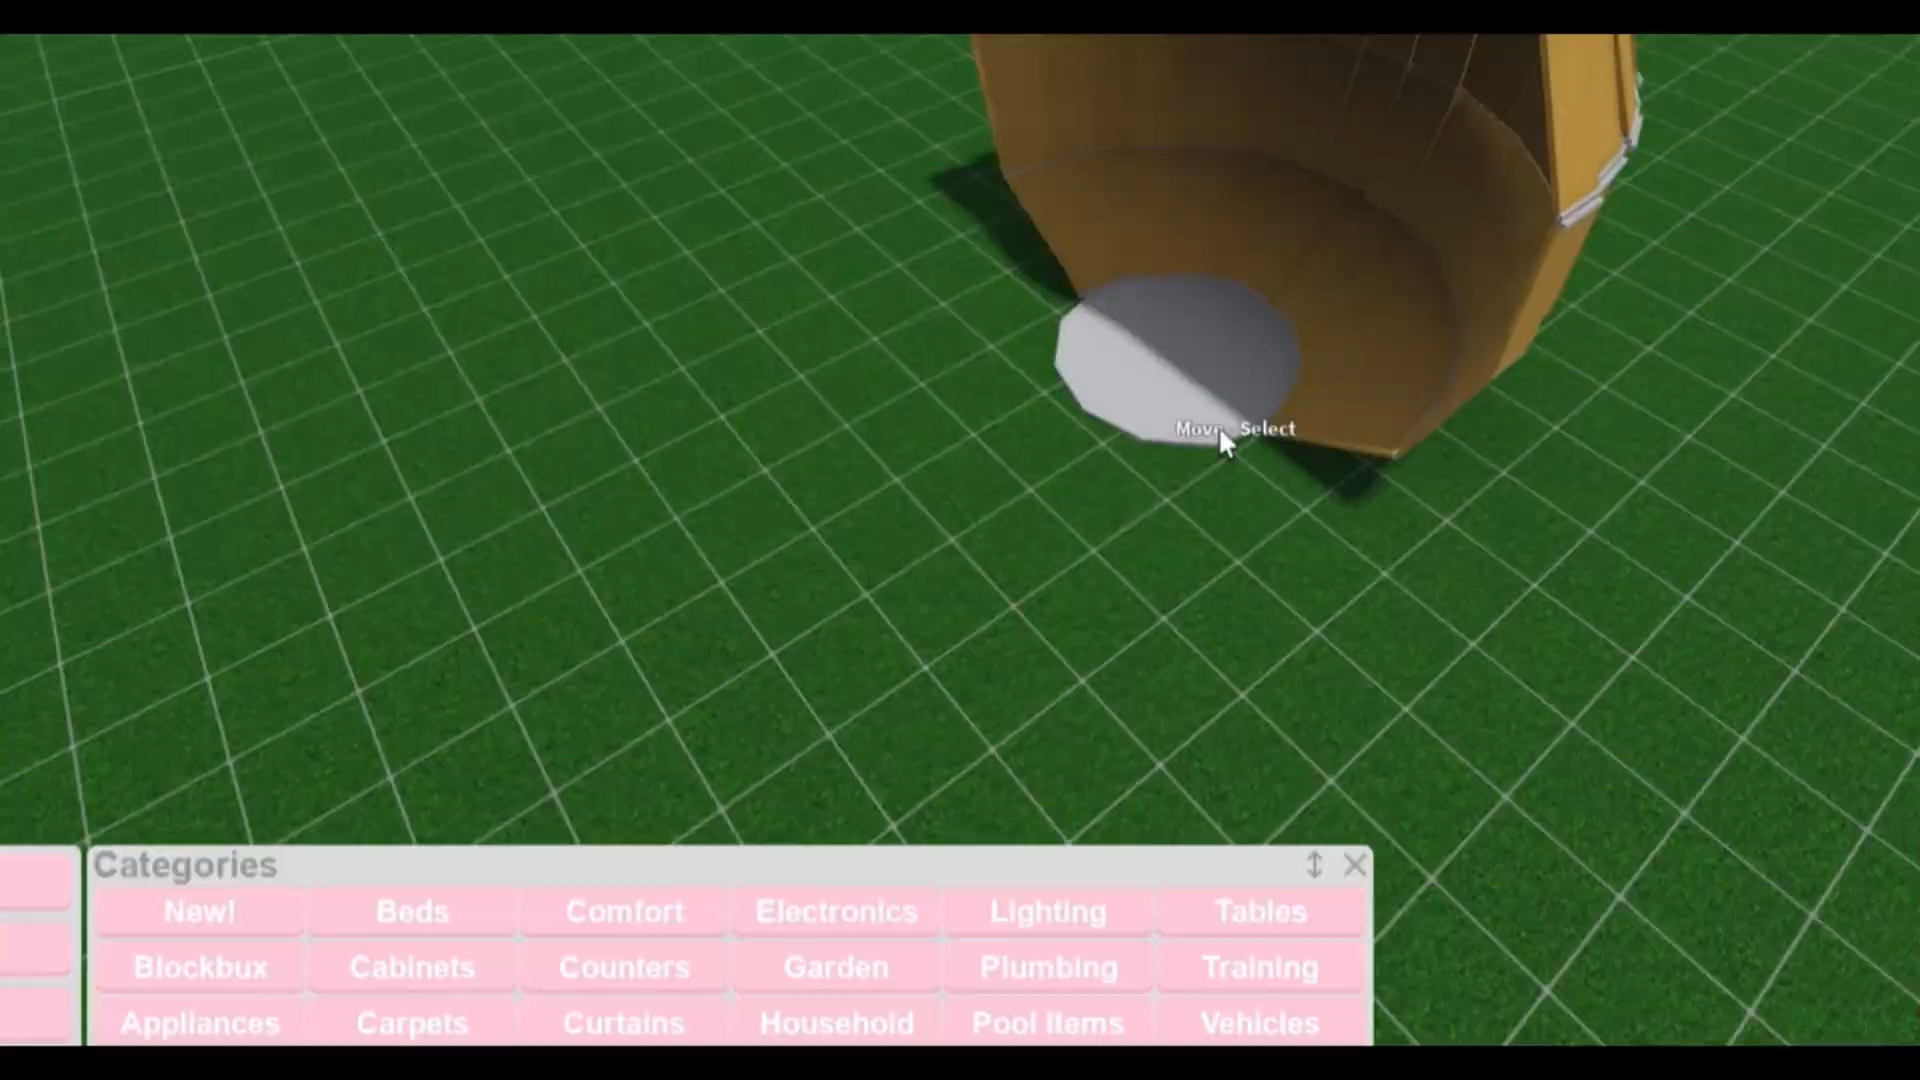 Move Select
Categories
New! Beds Comfort Electronics Lighting Tables
Blockbux Cabinets Counters Garden Plumbing Training
Appliances Carpets Curtains Household Pool Items Vehicles